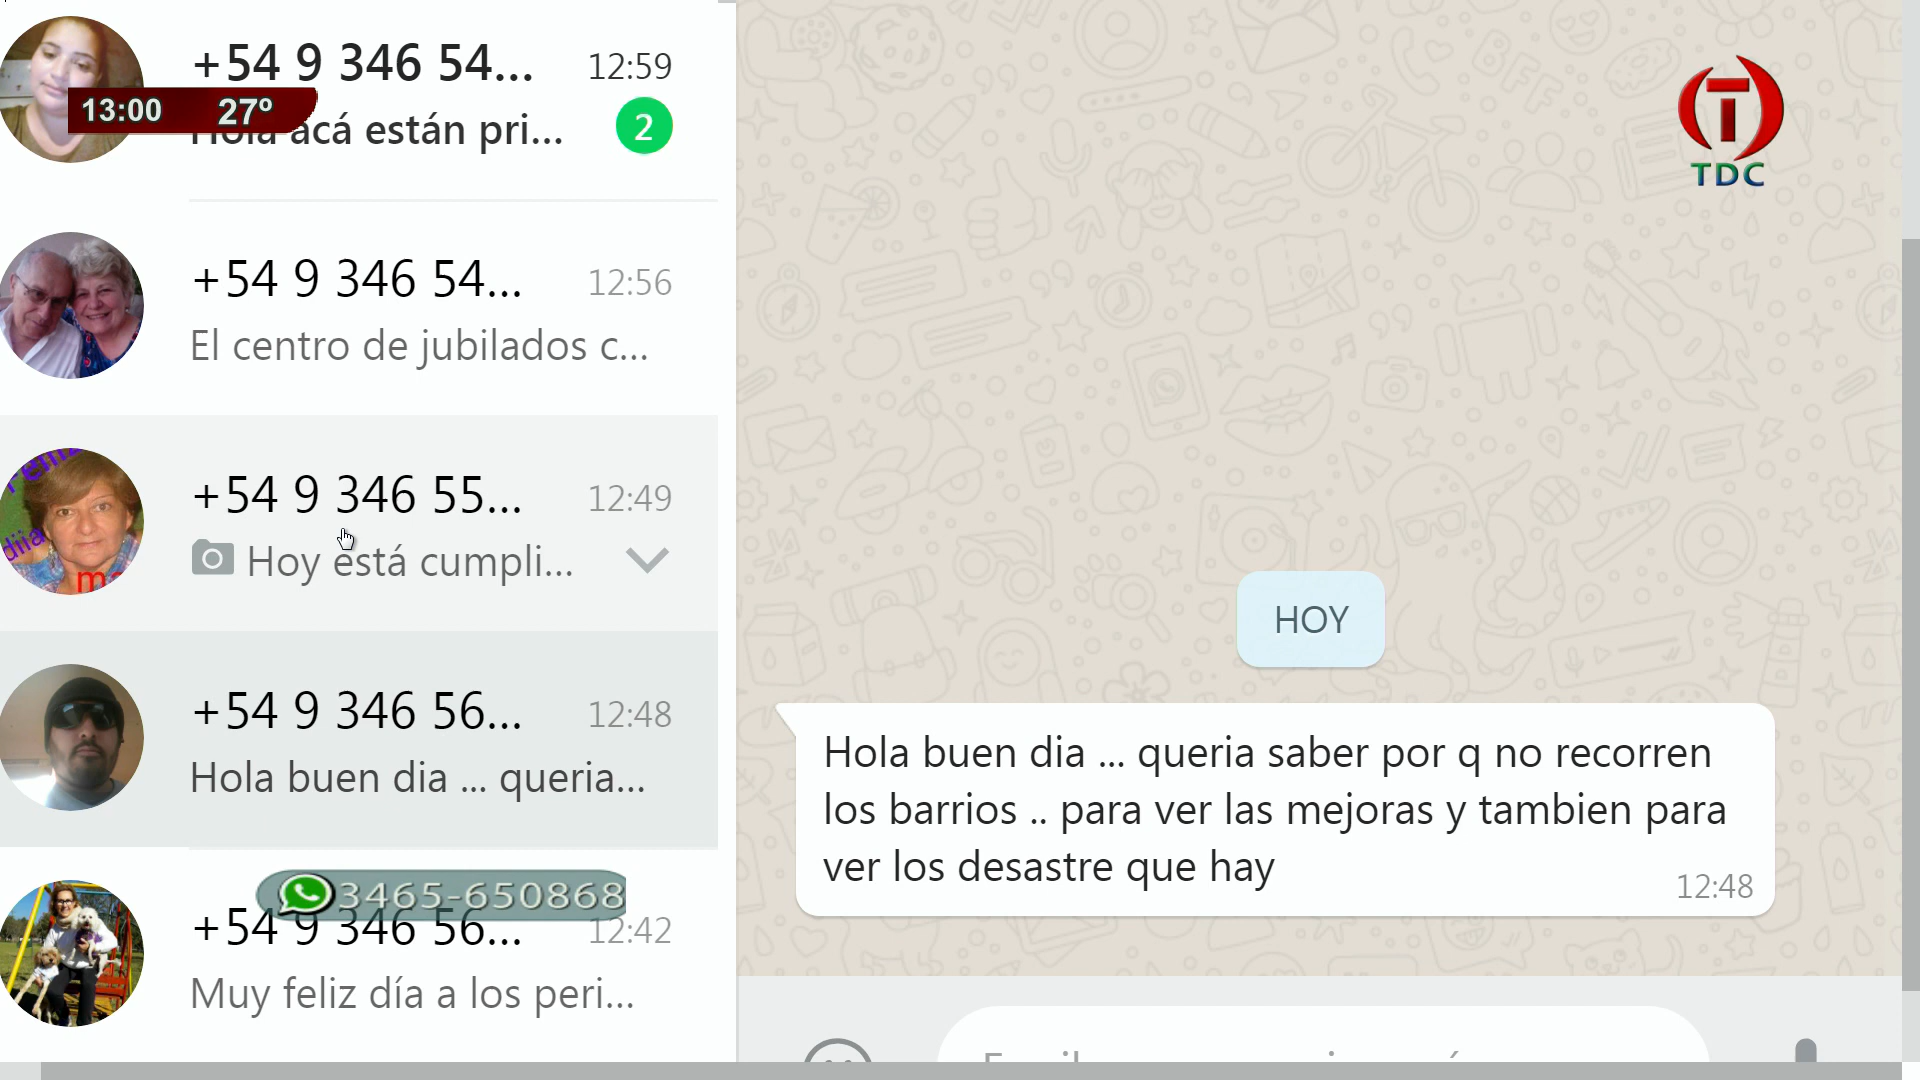 +54 9 346 54...
12:59
13:00 27º
Hola acá están pri...
2
+54 9 346 54...
12:56
El centro de jubilados c...
+54 9 346 55...
12:49
Hoy está cumpli...
+54 9 346 56...
12:48
Hola buen dia ... queria...
3465-650868
+54 9 346 56...
12:42
Muy feliz día a los peri...
T
TDC
HOY
Hola buen dia ... queria saber por q no recorren
los barrios .. para ver las mejoras y tambien para
ver los desastre que hay
12:48